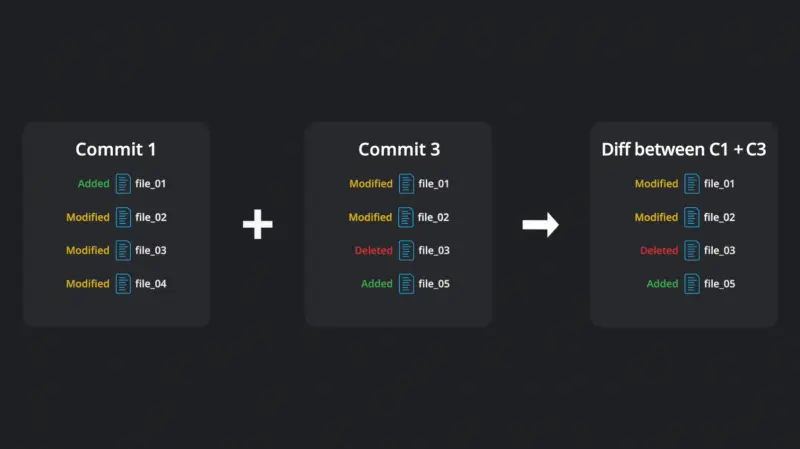 Commit 1
Added file_01
Modified file_02
Modified file_03
Modified file_04
+
Commit 3
Modified file_01
Modified file_02
Deleted file_03
Added file_05
Diff between C1 + C3
Modified file_01
Modified file_02
Deleted file_03
Added file_05